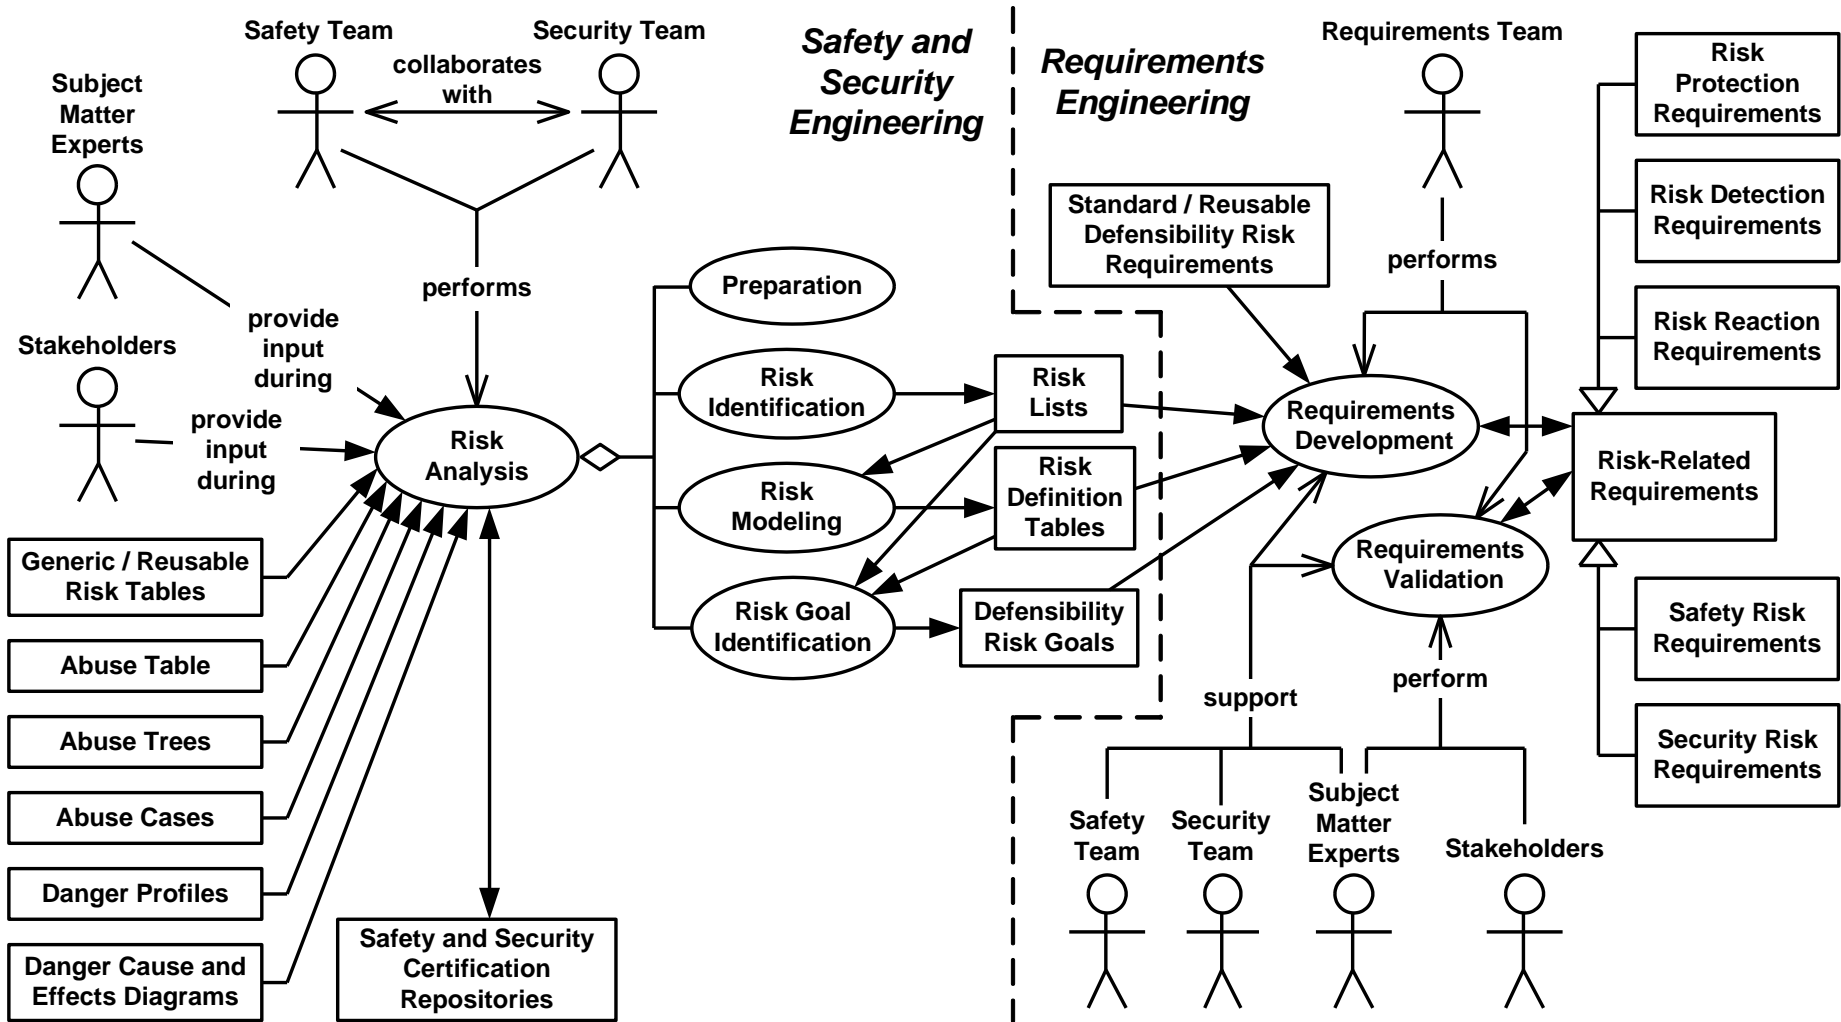 Safety Team
Security Team
collaborates
with
Safety and
Security
Engineering
Requirements
Engineering
Requirements Team
Subject
Matter
Experts
Risk
Protection
Requirements
Risk Detection
Requirements
Risk Reaction
Requirements
Standard / Reusable
Defensibility Risk
Requirements
performs
performs
Preparation
provide
input
during
Stakeholders
provide
input
during
Risk
Analysis
Risk
Identification
Risk
Lists
Requirements
Development
Risk
Modeling
Risk
Definition
Tables
Risk-Related
Requirements
Requirements
Validation
Generic / Reusable
Risk Tables
Risk Goal
Identification
Defensibility
Risk Goals
Safety Risk
Requirements
Abuse Table
support
perform
Abuse Trees
Security Risk
Requirements
Abuse Cases
Safety
Team
Security
Team
Subject
Matter
Experts
Stakeholders
Danger Profiles
Danger Cause and
Effects Diagrams
Safety and Security
Certification
Repositories